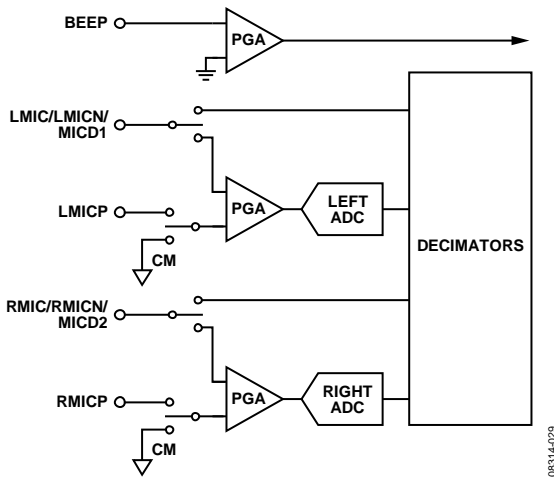 BEEP
PGA
LMIC/LMICN/
MICD1
LMICP
CM
PGA
LEFT
ADC
DECIMATORS
RMIC/RMICN/
MICD2
RMICP
CM
PGA
RIGHT
ADC
08314-029